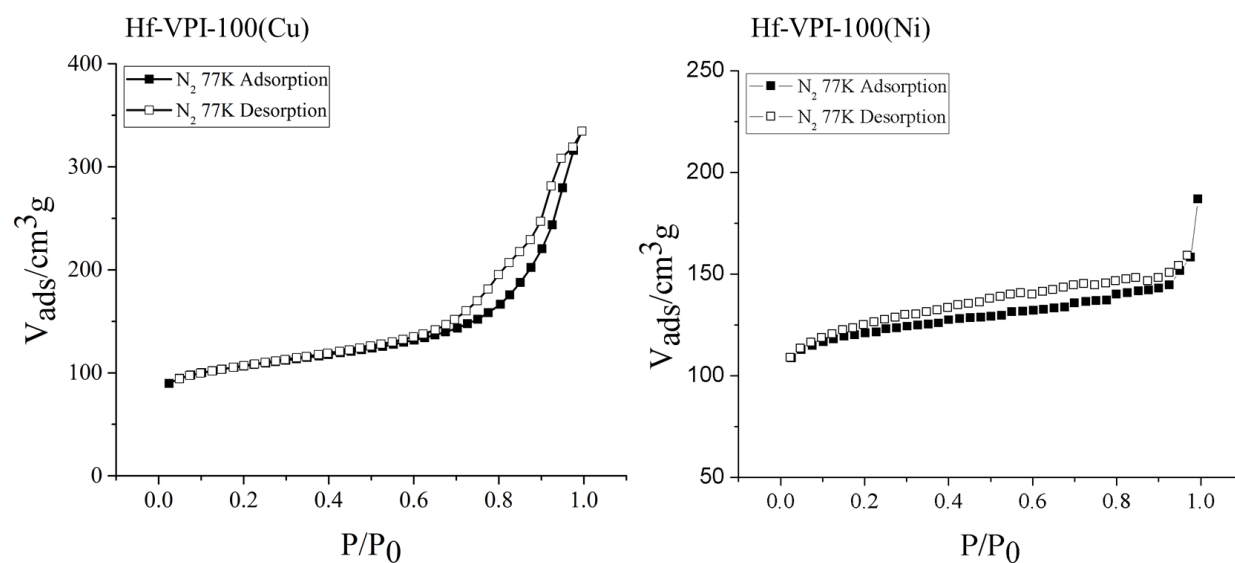 Hf-VPI-100(Cu)
N₂ 77K Adsorption
N₂ 77K Desorption
400
300
200
100
0
0.0 0.2 0.4 0.6 0.8 1.0
V_ads/cm³g
P/P₀
Hf-VPI-100(Ni)
N₂ 77K Adsorption
N₂ 77K Desorption
250
200
150
100
50
0.0 0.2 0.4 0.6 0.8 1.0
V_ads/cm³g
P/P₀